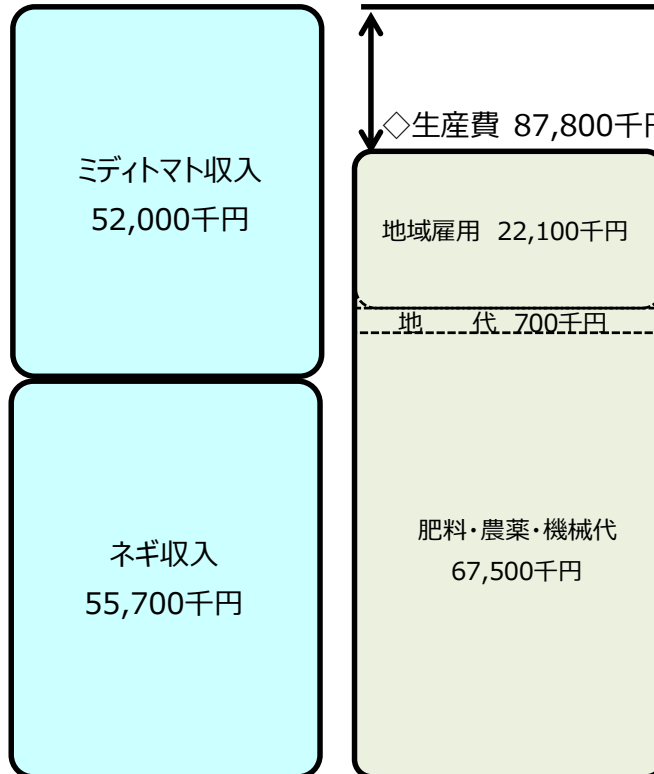 ミディトマト収入
52,000千円
ネギ収入
55,700千円
◇生産費 87,800千円
地域雇用 22,100千円
地 代 700千円
肥料・農薬・機械代
67,500千円